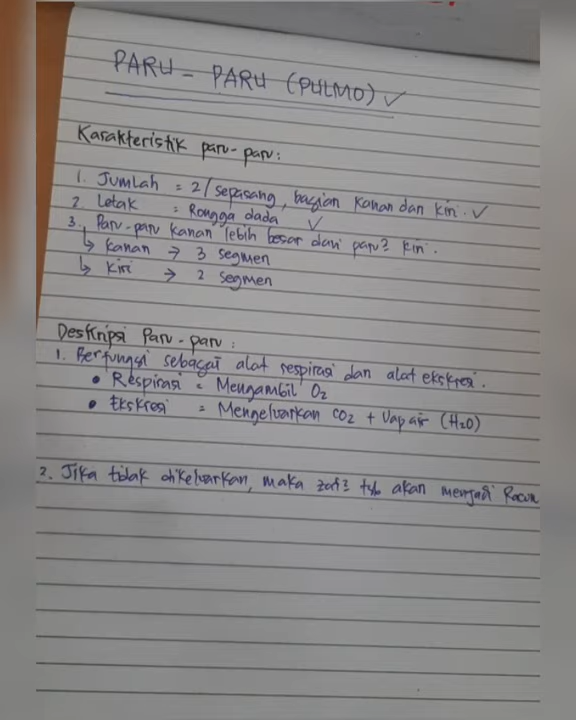 PARU - PARU (PULMO) ✓
Karakteristik paru-paru :
1. Jumlah = 2 / sepasang, bagian kanan dan kiri. ✓
2. Letak = Rongga dada ✓
3. Paru-paru kanan lebih besar dari paru2 kiri.
↳ kanan → 3 segmen
↳ kiri → 2 segmen
Deskripsi Paru-paru :
1. Berfungsi sebagai alat respirasi dan alat ekskresi.
• Respirasi = Mengambil O2
• Ekskresi = Mengeluarkan CO2 + Uap air (H2O)
2. Jika tidak dikeluarkan, maka zat2 tsb akan menjadi Racun